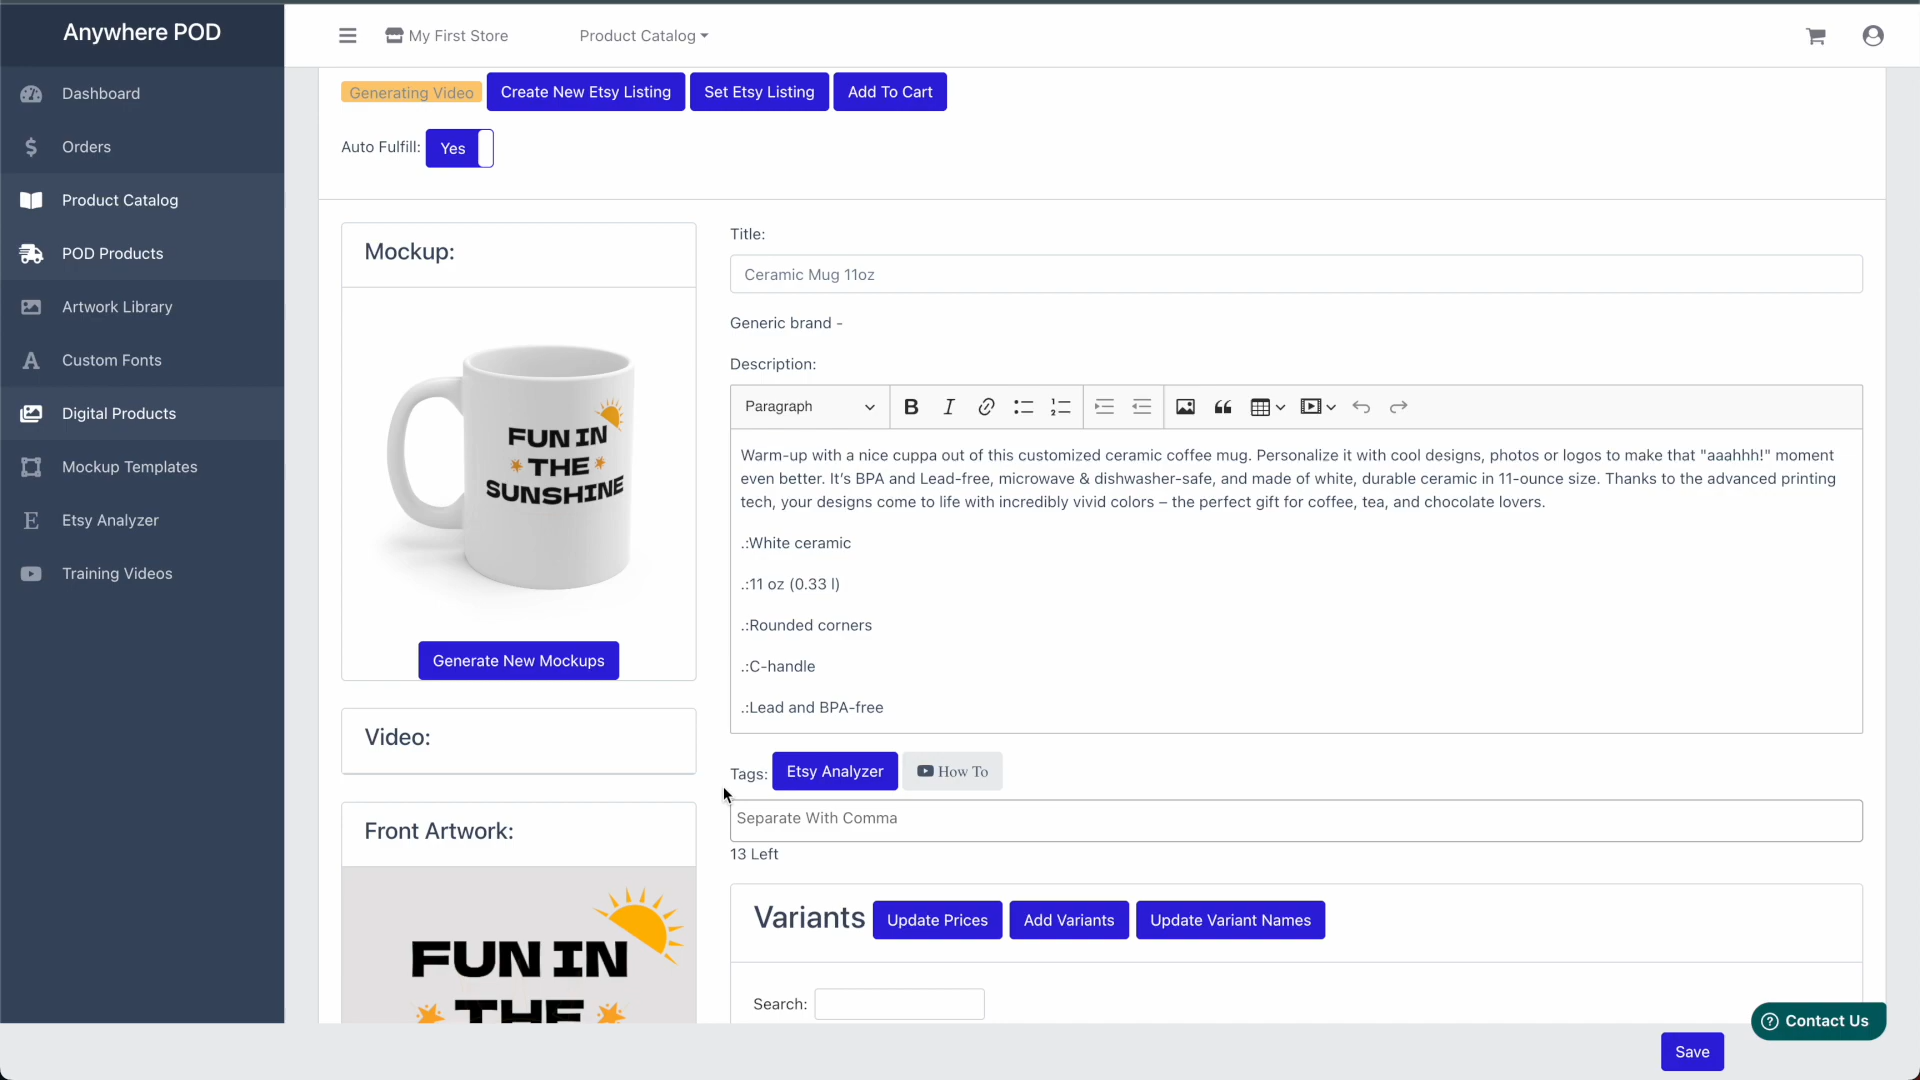 Anywhere POD
My First Store
Product Catalog
Dashboard
Orders
Product Catalog
POD Products
Artwork Library
Custom Fonts
Digital Products
Mockup Templates
Etsy Analyzer
Training Videos
Generating Video
Create New Etsy Listing
Set Etsy Listing
Add To Cart
Auto Fulfill: Yes
Mockup:
FUN IN
THE
SUNSHINE
Generate New Mockups
Video:
Front Artwork:
FUN IN
THE
Title:
Ceramic Mug 11oz
Generic brand -
Description:
Paragraph
Warm-up with a nice cuppa out of this customized ceramic coffee mug. Personalize it with cool designs, photos or logos to make that "aaahhh!" moment
even better. It's BPA and Lead-free, microwave & dishwasher-safe, and made of white, durable ceramic in 11-ounce size. Thanks to the advanced printing
tech, your designs come to life with incredibly vivid colors – the perfect gift for coffee, tea, and chocolate lovers.
.:White ceramic
.:11 oz (0.33 l)
.:Rounded corners
.:C-handle
.:Lead and BPA-free
Tags: Etsy Analyzer How To
Separate With Comma
13 Left
Variants Update Prices Add Variants Update Variant Names
Search:
Contact Us
Save